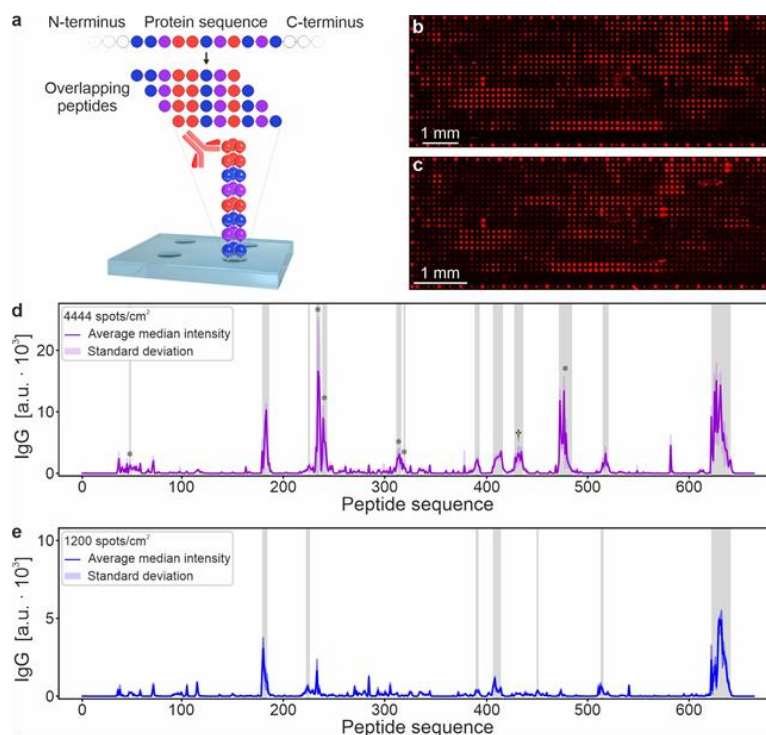 a
N-terminus Protein sequence C-terminus
Overlapping
peptides
b
1 mm
c
1 mm
d
4444 spots/cm²
Average median intensity
Standard deviation
*
*
*
*
*
*
†
20
10
0
IgG [a.u. · 10³]
0 100 200 300 400 500 600
Peptide sequence
e
1200 spots/cm²
Average median intensity
Standard deviation
10
5
0
IgG [a.u. · 10³]
0 100 200 300 400 500 600
Peptide sequence